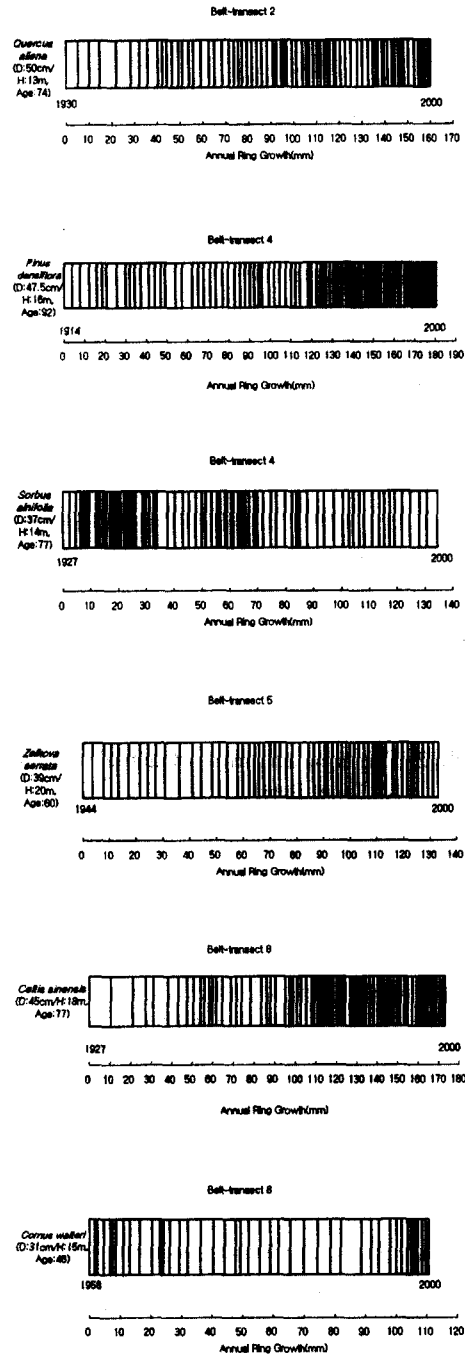 Belt-transect 2
Quercus
aliena
(D:50cm/
H:13m,
Age:74)
1930 2000
0 10 20 30 40 50 60 70 80 90 100 110 120 130 140 150 160 170
Annual Ring Growth(mm)
Belt-transect 4
Pinus
densiflora
(D:47.5cm/
H:16m,
Age:92)
1914 2000
0 10 20 30 40 50 60 70 80 90 100 110 120 130 140 150 160 170 180 190
Annual Ring Growth(mm)
Belt-transect 4
Sorbus
alnifolia
(D:37cm/
H:14m,
Age:77)
1927 2000
0 10 20 30 40 50 60 70 80 90 100 110 120 130 140
Annual Ring Growth(mm)
Belt-transect 5
Zelkova
serrata
(D:39cm/
H:20m,
Age:60)
1944 2000
0 10 20 30 40 50 60 70 80 90 100 110 120 130 140
Annual Ring Growth(mm)
Belt-transect 8
Celtis sinensis
(D:45cm/H:18m,
Age:77)
1927 2000
0 10 20 30 40 50 60 70 80 90 100 110 120 130 140 150 160 170 180
Annual Ring Growth(mm)
Belt-transect 8
Cornus walteri
(D:31cm/H:15m,
Age:46)
1958 2000
0 10 20 30 40 50 60 70 80 90 100 110 120
Annual Ring Growth(mm)